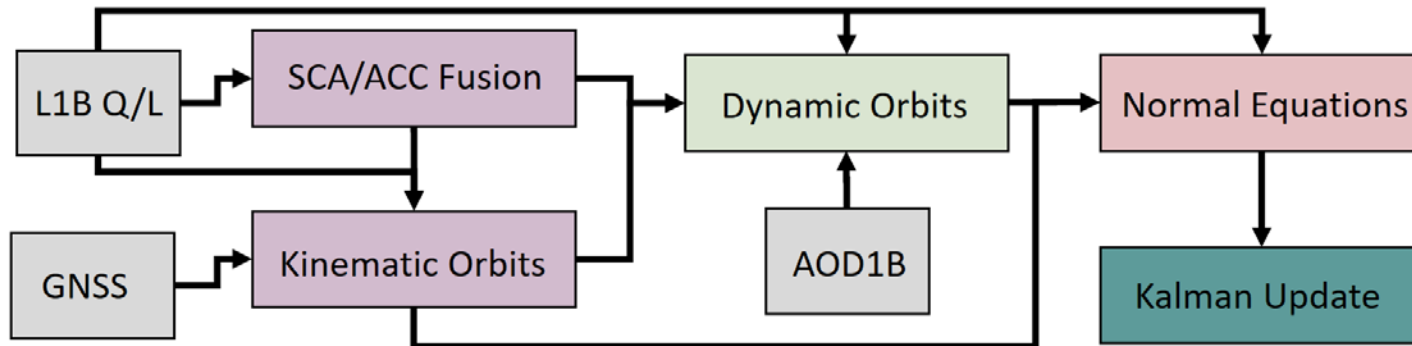 L1B Q/L
SCA/ACC Fusion
Dynamic Orbits
Normal Equations
GNSS
Kinematic Orbits
AOD1B
Kalman Update